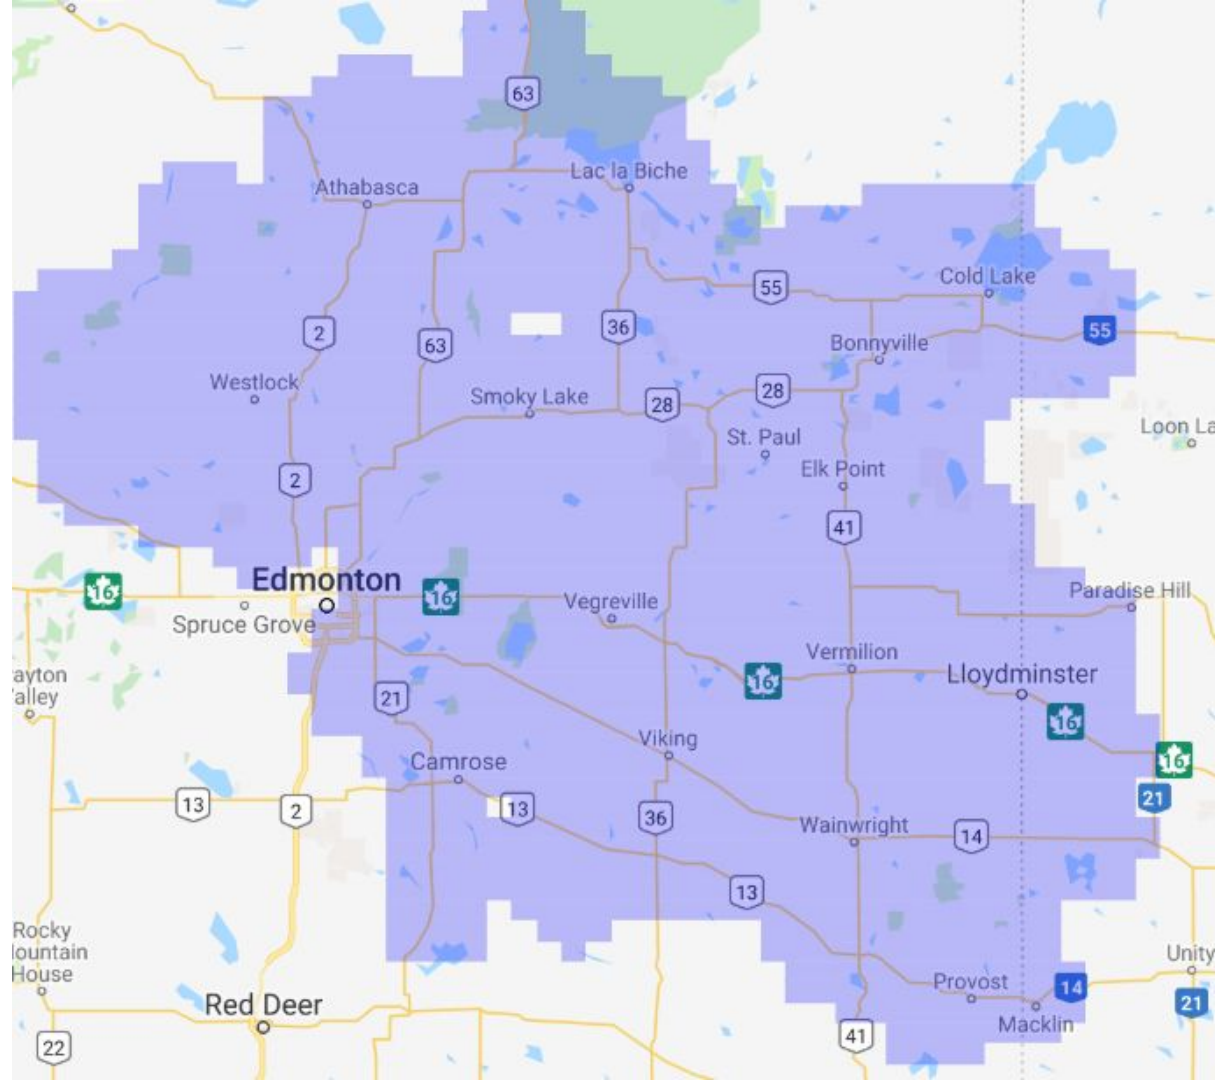 63
Lac la Biche
Athabasca
Cold Lake
55
2
36
55
63
Bonnyville
Westlock
28
Smoky Lake
28
Loon La
St. Paul
Elk Point
2
41
Edmonton
16
16
Paradise Hill
Vegreville
Spruce Grove
Vermilion
ayton
alley
Lloydminster
16
21
16
Viking
Camrose
16
21
13
2
13
36
Wainwright
14
13
Rocky
Mountain
House
Unity
Provost
14
Red Deer
21
Macklin
41
22